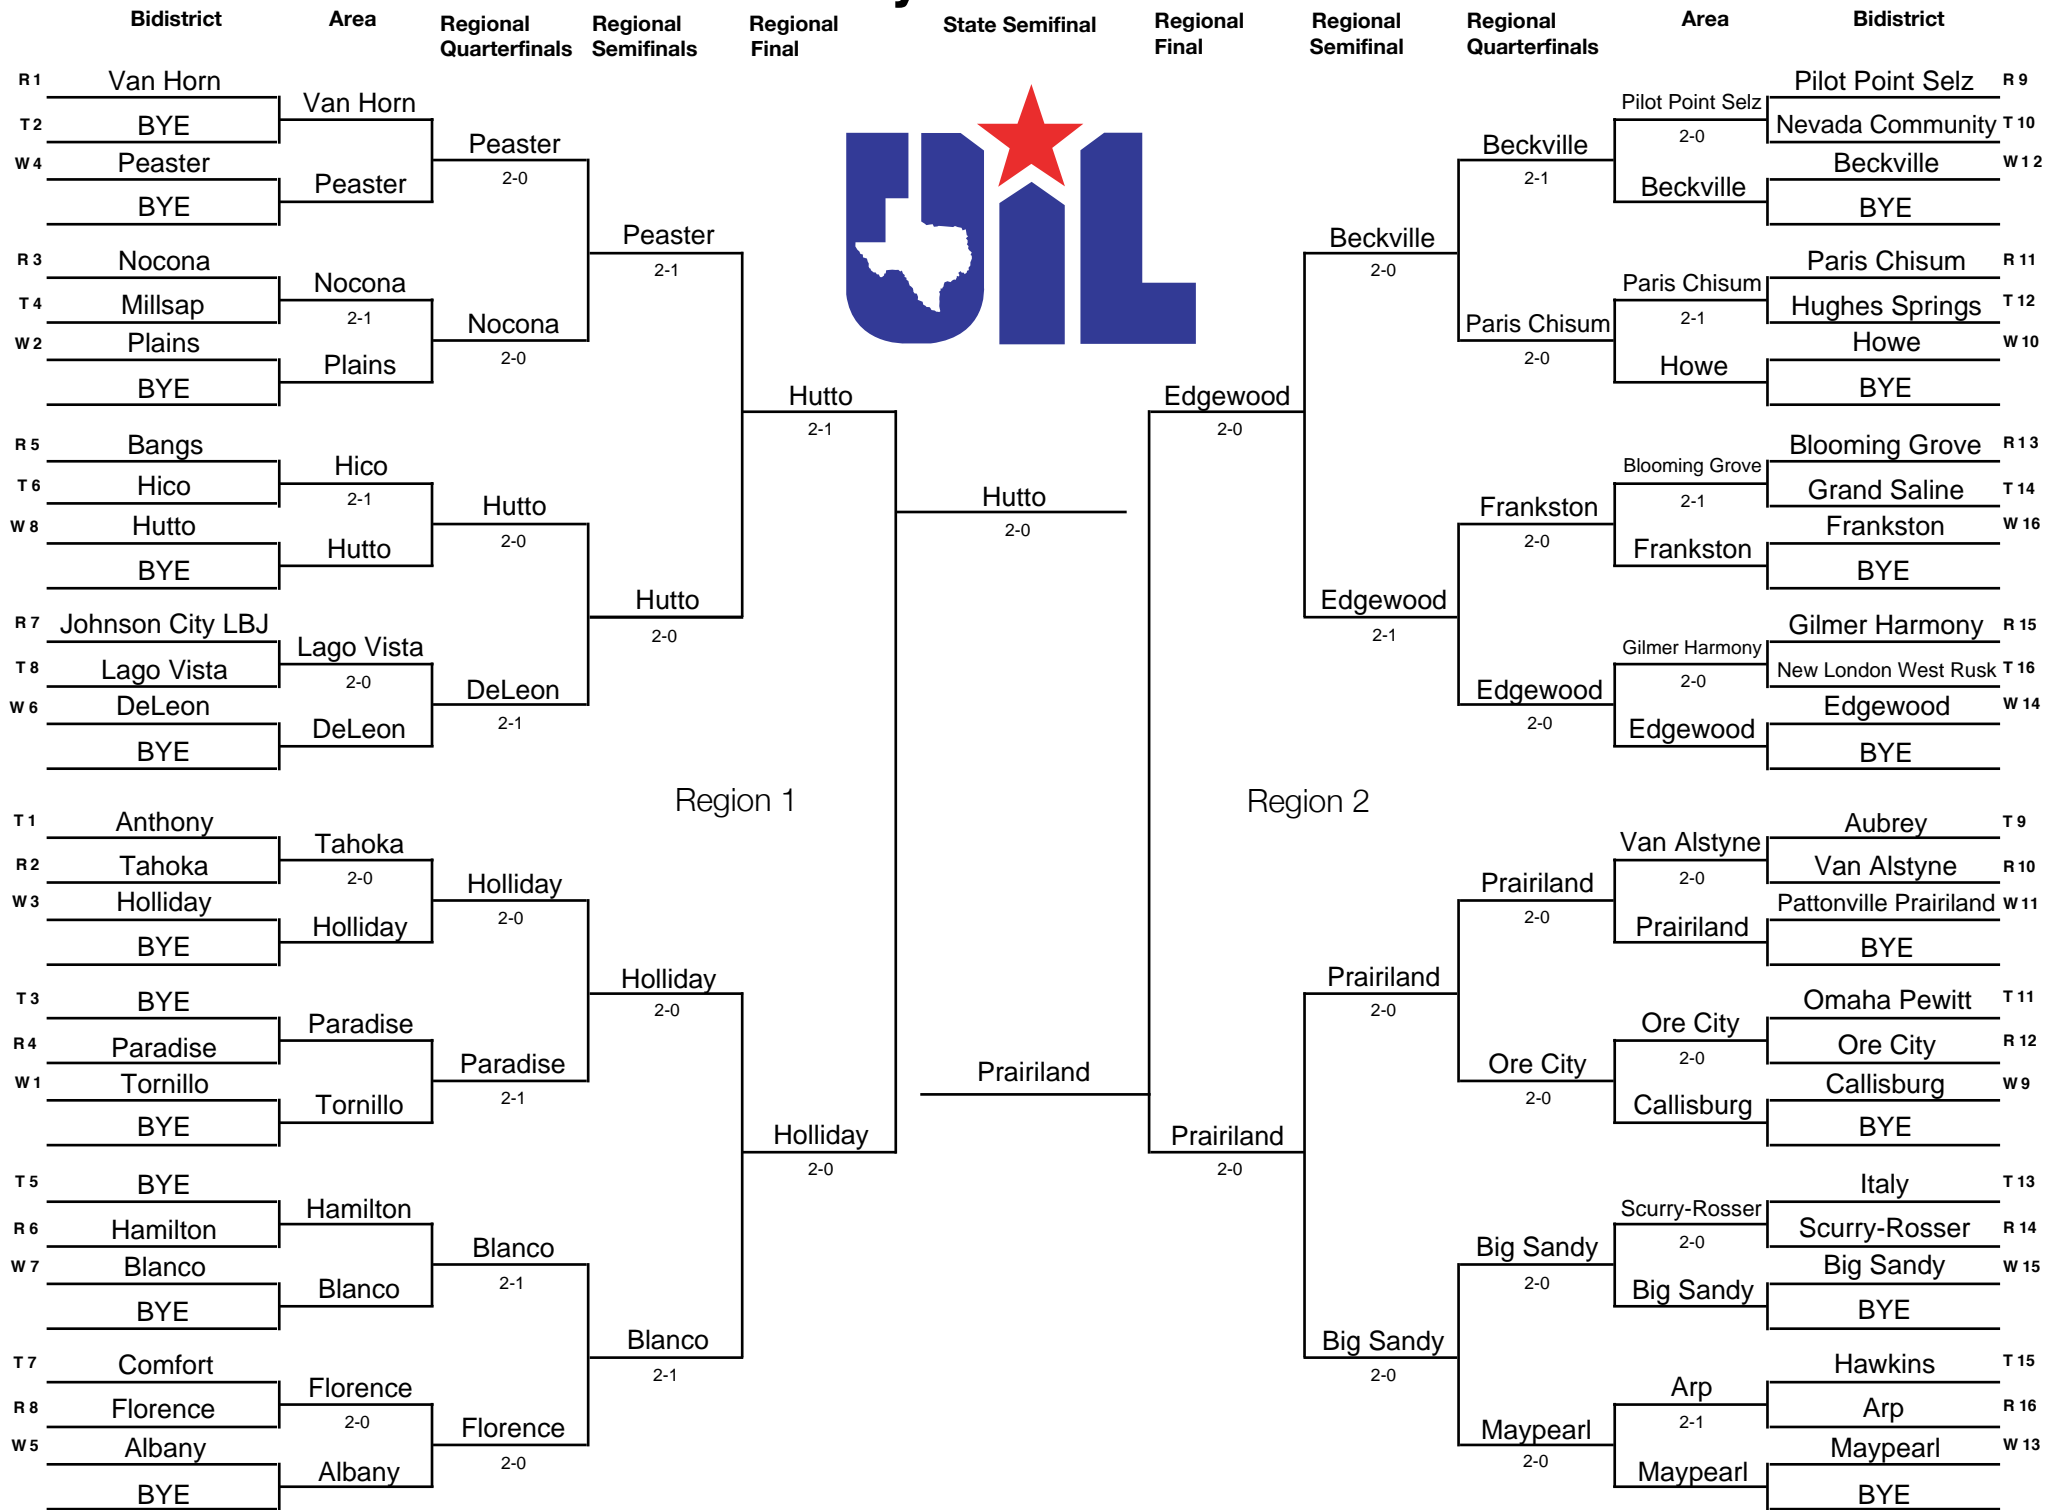 y
Bidistrict
Area
Regional
Quarterfinals
Regional
Semifinals
Regional
Final
State Semifinal
Regional
Final
Regional
Semifinal
Regional
Quarterfinals
Area
Bidistrict
UIL
R 1 Van Horn
T 2 BYE
W 4 Peaster
BYE
R 3 Nocona
T 4 Millsap
W 2 Plains
BYE
R 5 Bangs
T 6 Hico
W 8 Hutto
BYE
R 7 Johnson City LBJ
T 8 Lago Vista
W 6 DeLeon
BYE
T 1 Anthony
R 2 Tahoka
W 3 Holliday
BYE
T 3 BYE
R 4 Paradise
W 1 Tornillo
BYE
T 5 BYE
R 6 Hamilton
W 7 Blanco
BYE
T 7 Comfort
R 8 Florence
W 5 Albany
BYE
Van Horn
Peaster
Nocona
2-1
Plains
Hico
2-1
Hutto
Lago Vista
2-0
DeLeon
Tahoka
2-0
Holliday
Paradise
Tornillo
Hamilton
Blanco
Florence
2-0
Albany
Peaster
2-0
Nocona
2-0
Hutto
2-0
DeLeon
2-1
Holliday
2-0
Paradise
2-1
Blanco
2-1
Florence
2-0
Peaster
2-1
Hutto
2-0
Holliday
2-0
Blanco
2-1
Hutto
2-1
Holliday
2-0
Region 1
Hutto
2-0
Prairiland
Region 2
Edgewood
2-0
Prairiland
2-0
Beckville
2-0
Edgewood
2-1
Prairiland
2-0
Big Sandy
2-0
Beckville
2-1
Paris Chisum
2-0
Frankston
2-0
Edgewood
2-0
Prairiland
2-0
Ore City
2-0
Big Sandy
2-0
Maypearl
2-0
Pilot Point Selz
2-0
Beckville
Paris Chisum
2-1
Howe
Blooming Grove
2-1
Frankston
Gilmer Harmony
2-0
Edgewood
Van Alstyne
2-0
Prairiland
Ore City
2-0
Callisburg
Scurry-Rosser
2-0
Big Sandy
Arp
2-1
Maypearl
Pilot Point Selz R 9
Nevada Community T 10
Beckville W 1 2
BYE
Paris Chisum R 11
Hughes Springs T 12
Howe W 10
BYE
Blooming Grove R 1 3
Grand Saline T 14
Frankston W 16
BYE
Gilmer Harmony R 15
New London West Rusk T 16
Edgewood W 14
BYE
Aubrey T 9
Van Alstyne R 10
Pattonville Prairiland W 11
BYE
Omaha Pewitt T 11
Ore City R 12
Callisburg W 9
BYE
Italy T 13
Scurry-Rosser R 14
Big Sandy W 15
BYE
Hawkins T 15
Arp R 16
Maypearl W 13
BYE